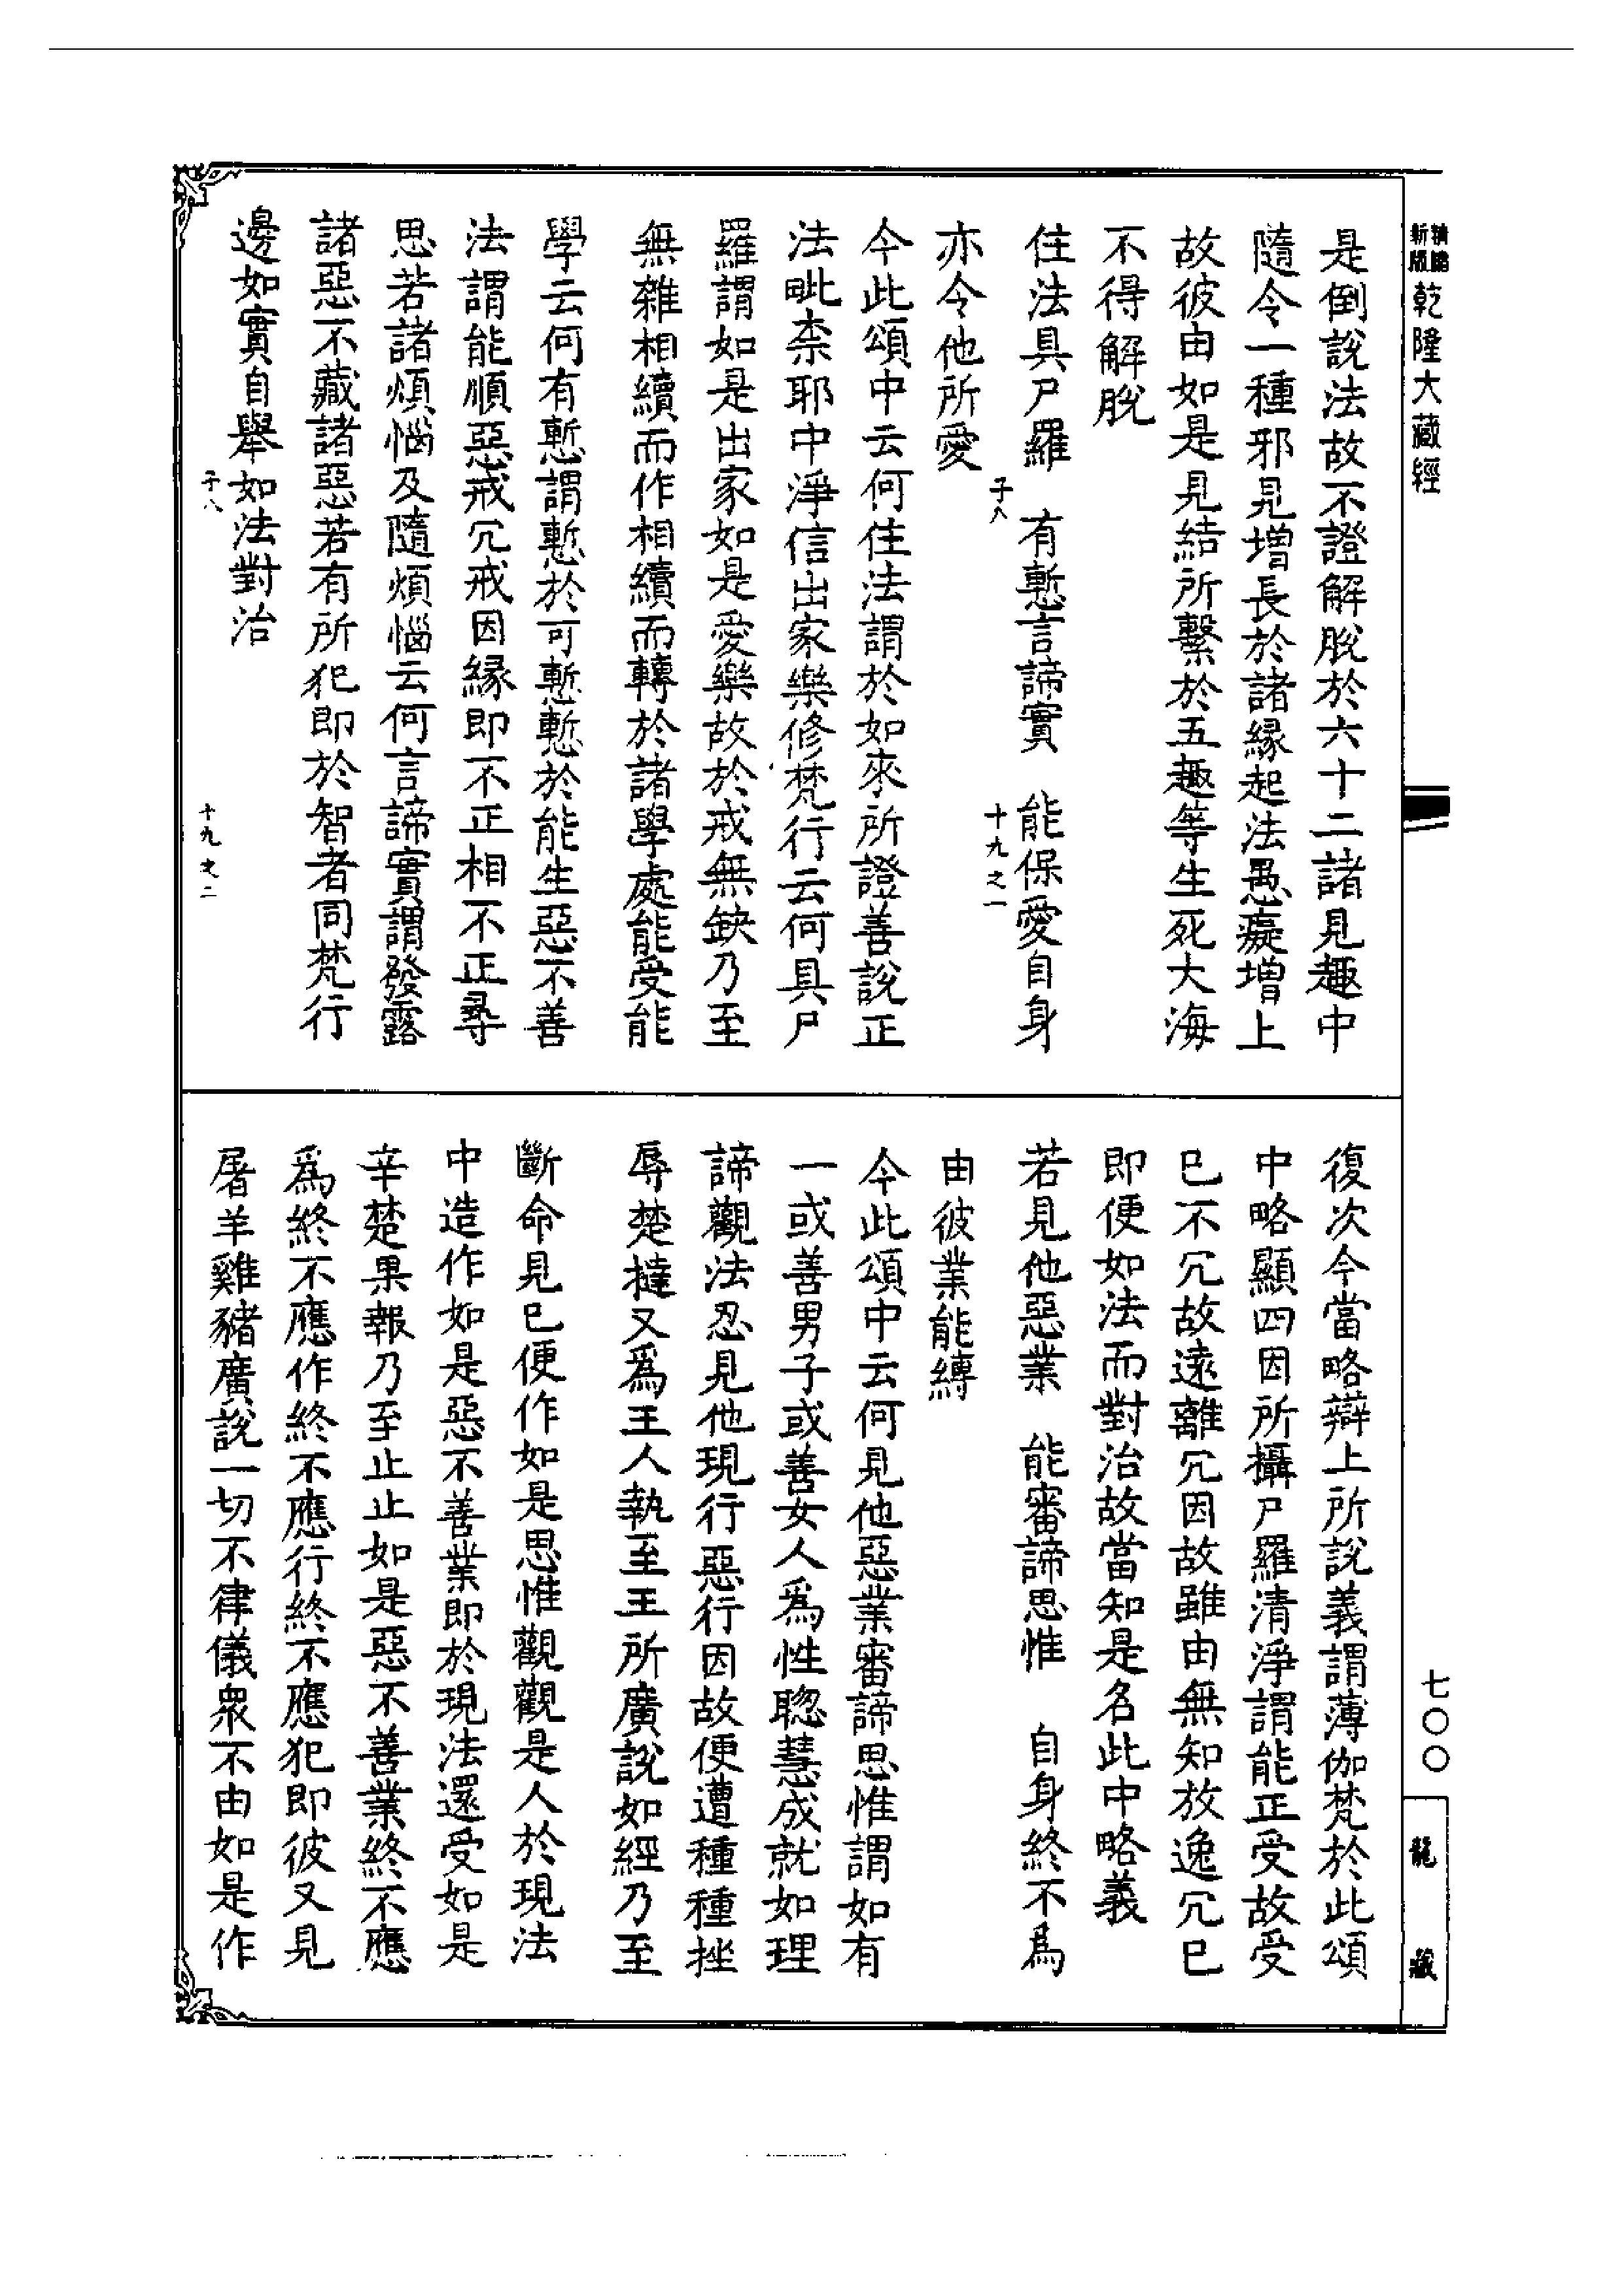 新版
精縮
乾隆大藏經
七〇〇
龍藏
是倒說法故不證解脫於六十二諸見趣中
隨令一種邪見增長於諸緣起法愚癡增上
故彼由如是見結所繫於五趣等生死大海
不得解脫
住法具尸羅　有慙言諦實　能保愛自身
子八
十九之一
亦令他所愛
今此頌中云何住法謂於如來所證善說正
法毗柰耶中淨信出家樂修梵行云何具尸
羅謂如是出家如是愛樂故於戒無缺乃至
無雜相續而作相續而轉於諸學處能受能
學云何有慙謂慙於可慙慙於能生惡不善
法謂能順惡戒冗戒因緣即不正相不正尋
思若諸煩惱及隨煩惱云何言諦實謂發露
諸惡不藏諸惡若有所犯即於智者同梵行
邊如實自舉如法對治
子八
十九之二
復次今當略辯上所說義謂薄伽梵於此頌
中略顯四因所攝尸羅清淨謂能正受故受
已不冗故遠離冗因故雖由無知放逸冗已
即便如法而對治故當知是名此中略義
若見他惡業　能審諦思惟　自身終不爲
由彼業能縛
今此頌中云何見他惡業審諦思惟謂如有
一或善男子或善女人爲性聦慧成就如理
諦觀法忍見他現行惡行因故便遭種種挫
辱楚撻又爲王人執至王所廣說如經乃至
斷命見已便作如是思惟觀觀是人於現法
中造作如是惡不善業即於現法還受如是
辛楚果報乃至止止如是惡不善業終不應
爲終不應作終不應行終不應犯即彼又見
屠羊雞豬廣說一切不律儀衆不由如是作